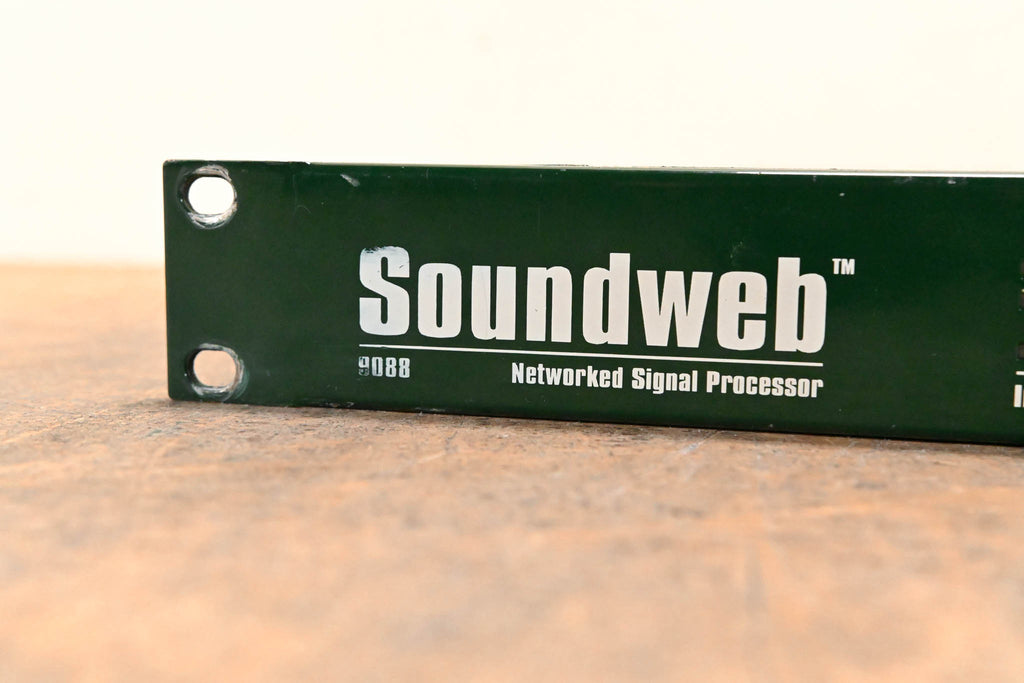 Soundweb™
9088
Networked Signal Processor